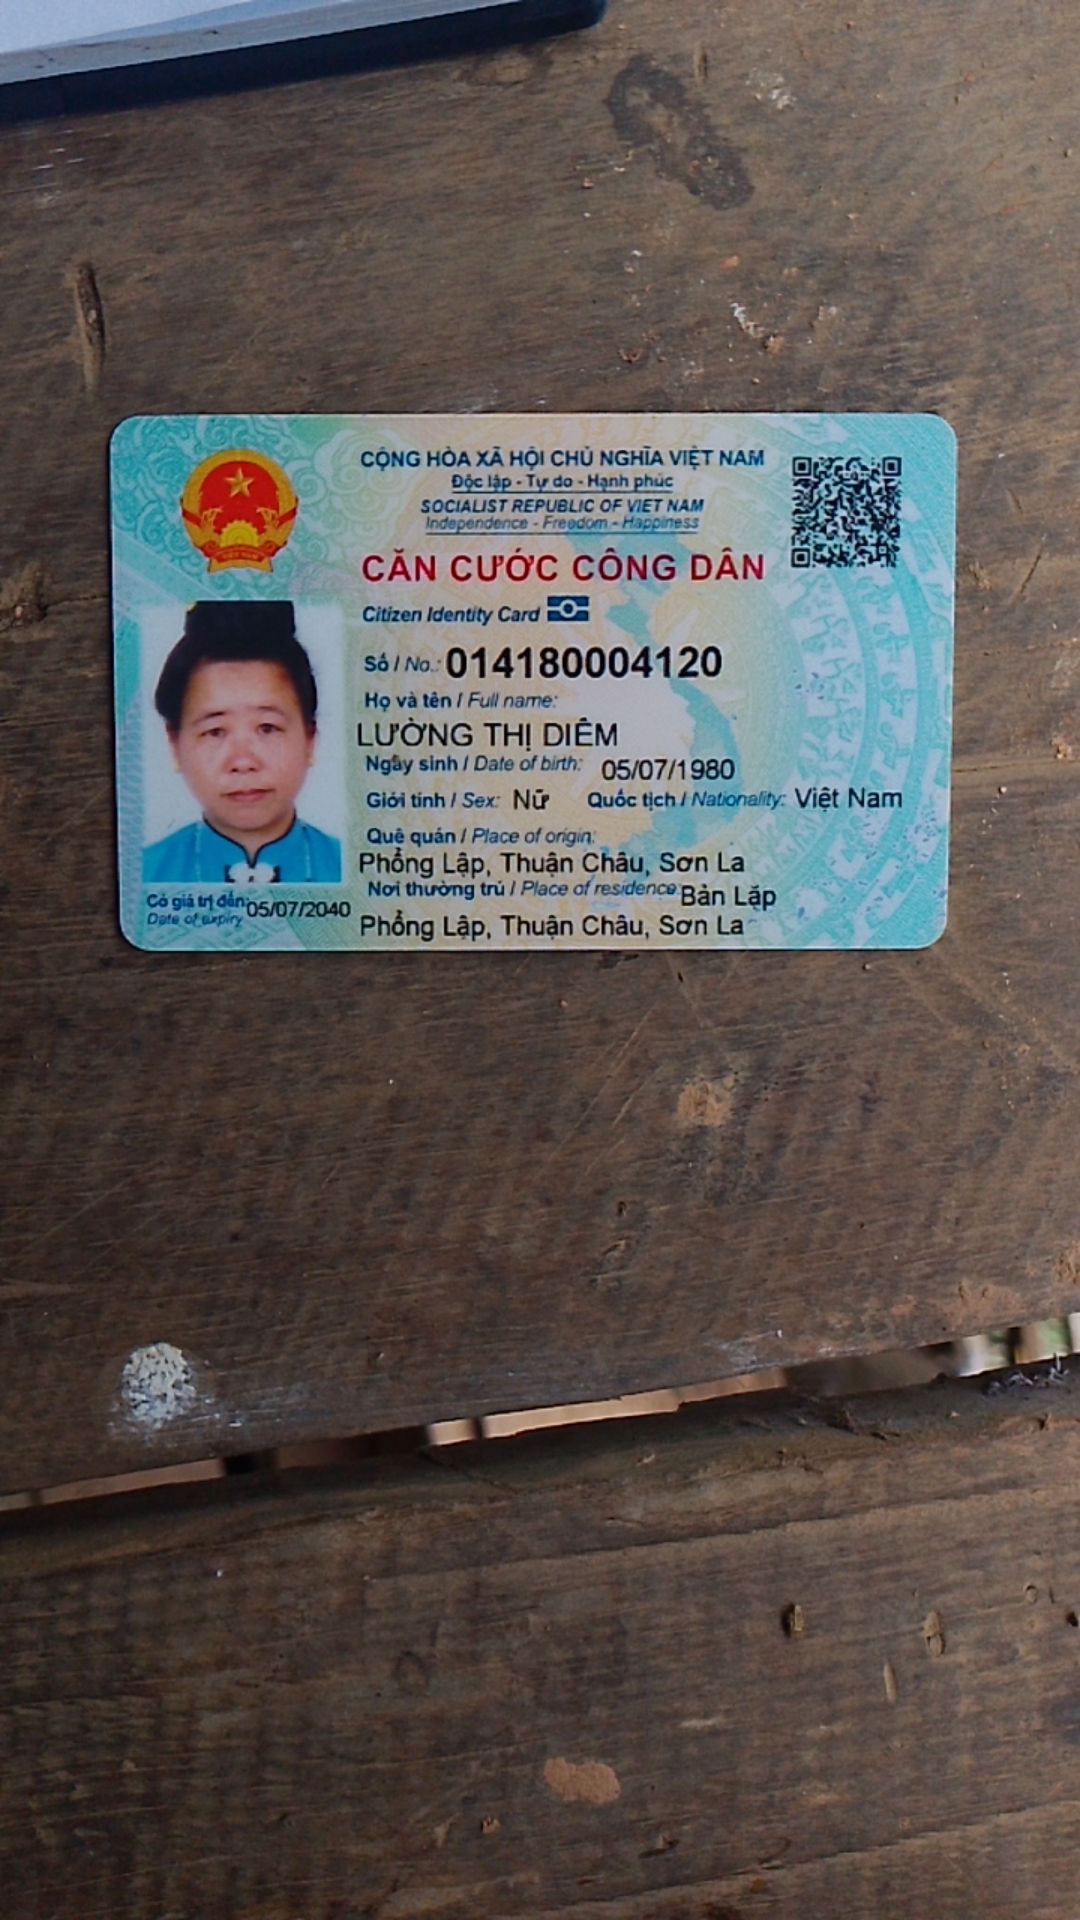 CỘNG HÒA XÃ HỘI CHỦ NGHĨA VIỆT NAM
Độc lập - Tự do - Hạnh phúc
SOCIALIST REPUBLIC OF VIET NAM
Independence - Freedom - Happiness
CĂN CƯỚC CÔNG DÂN
Citizen Identity Card
Số / No.: 014180004120
Họ và tên / Full name:
LƯỜNG THỊ DIÊM
Ngày sinh / Date of birth: 05/07/1980
Giới tính / Sex: Nữ Quốc tịch / Nationality: Việt Nam
Quê quán / Place of origin:
Phổng Lập, Thuận Châu, Sơn La
Nơi thường trú / Place of residence: Bản Lặp
Phổng Lập, Thuận Châu, Sơn La
Có giá trị đến: 05/07/2040
Date of expiry